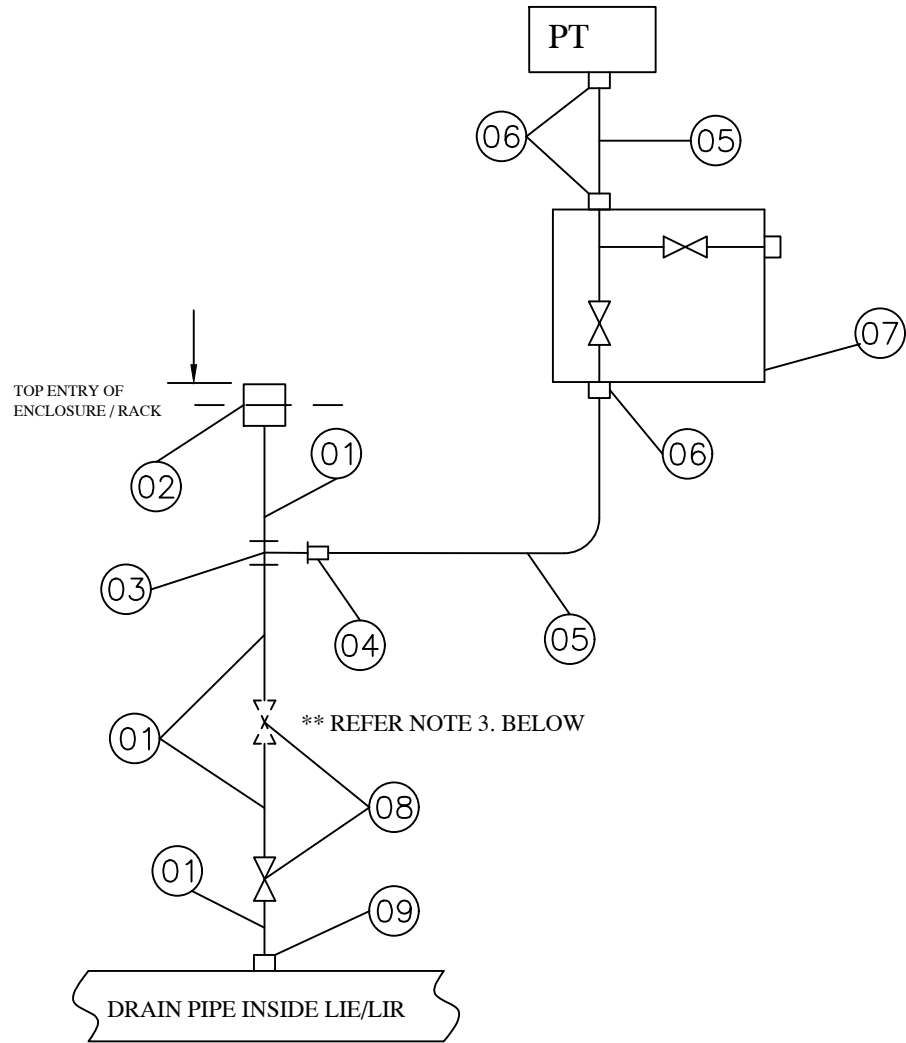 PT
06
05
07
TOP ENTRY OF
ENCLOSURE / RACK
01
02
06
03
04
05
01
** REFER NOTE 3. BELOW
08
01
09
DRAIN PIPE INSIDE LIE/LIR